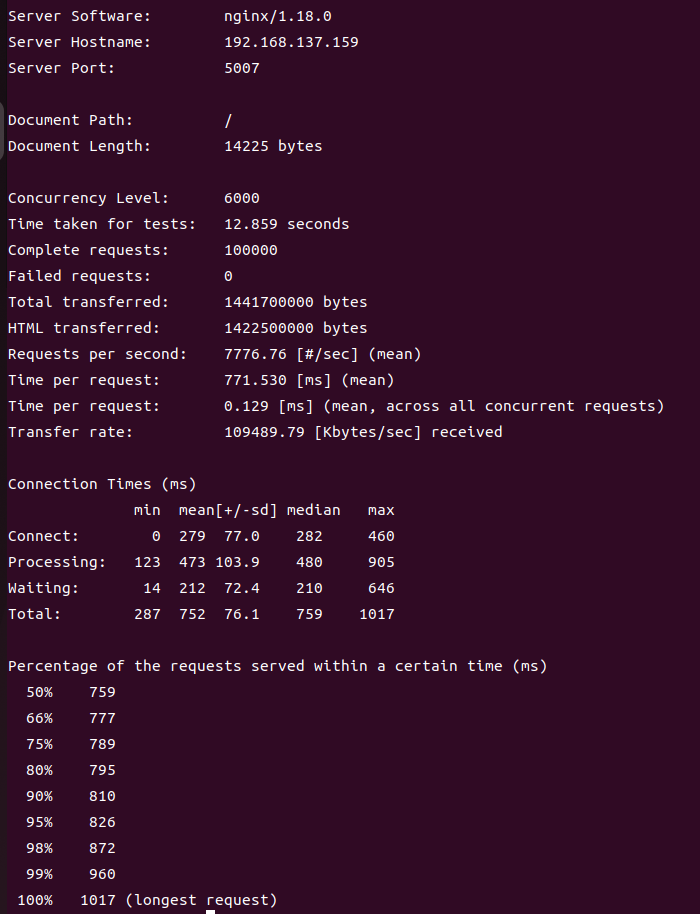 Server Software:        nginx/1.18.0
Server Hostname:        192.168.137.159
Server Port:            5007

Document Path:          /
Document Length:        14225 bytes

Concurrency Level:      6000
Time taken for tests:   12.859 seconds
Complete requests:      100000
Failed requests:        0
Total transferred:      1441700000 bytes
HTML transferred:       1422500000 bytes
Requests per second:    7776.76 [#/sec] (mean)
Time per request:       771.530 [ms] (mean)
Time per request:       0.129 [ms] (mean, across all concurrent requests)
Transfer rate:          109489.79 [Kbytes/sec] received

Connection Times (ms)
              min  mean[+/-sd] median   max
Connect:        0  279  77.0    282     460
Processing:   123  473 103.9    480     905
Waiting:       14  212  72.4    210     646
Total:        287  752  76.1    759    1017

Percentage of the requests served within a certain time (ms)
  50%    759
  66%    777
  75%    789
  80%    795
  90%    810
  95%    826
  98%    872
  99%    960
 100%   1017 (longest request)